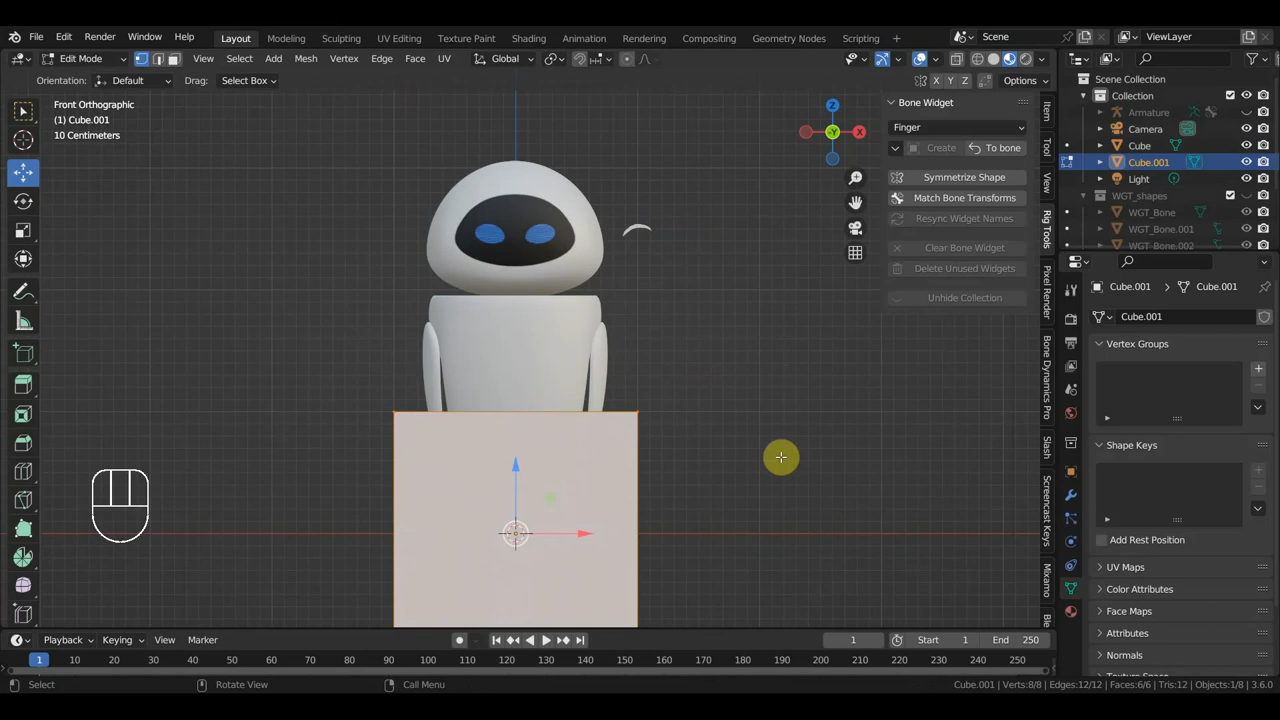 File Edit Render Window Help Layout Modeling Sculpting UV Editing Texture Paint Shading Animation Rendering Compositing Geometry Nodes Scripting + Scene ViewLayer
Edit Mode View Select Add Mesh Vertex Edge Face UV Global
Orientation: Default Drag: Select Box X Y Z Options
Front Orthographic
(1) Cube.001
10 Centimeters
Z
X
-Y
Bone Widget
Finger
Create To bone
Symmetrize Shape
Match Bone Transforms
Resync Widget Names
Clear Bone Widget
Delete Unused Widgets
Unhide Collection
Item
Tool
View
Rig Tools
Pixel Render
Bone Dynamics Pro
Slash
Screencast Keys
Mixamo
Ble
Scene Collection
Collection
Armature
Camera
Cube
Cube.001
Light
WGT_shapes
WGT_Bone
WGT_Bone.001
WGT_Bone.002
Cube.001 > Cube.001
Cube.001
Vertex Groups
Shape Keys
Add Rest Position
UV Maps
Color Attributes
Face Maps
Attributes
Normals
Texture Space
Playback Keying View Marker 1 Start 1 End 250
1 10 20 30 40 50 60 70 80 90 100 110 120 130 140 150 160 170 180 190 200 210 220 230 240 250
Select Rotate View Call Menu Cube.001 | Verts:8/8 | Edges:12/12 | Faces:6/6 | Tris:12 | Objects:1/8 | 3.6.0